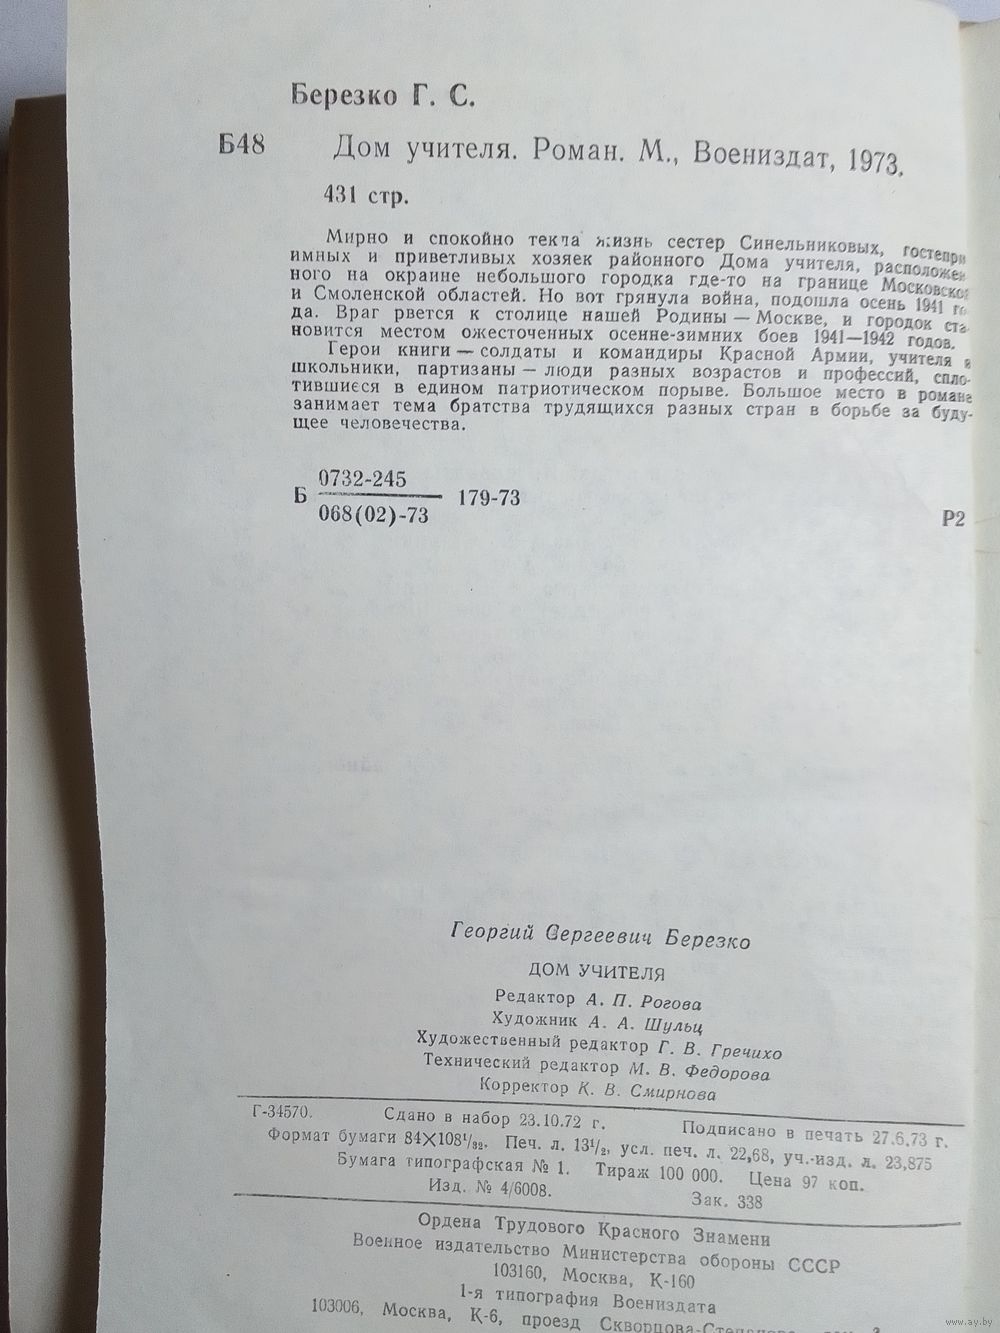 Березко Г. С.
Б48 Дом учителя. Роман. М., Воениздат, 1973.
431 стр.
Мирно и спокойно текла жизнь сестер Синельниковых, гостепри
имных и приветливых хозяек районного Дома учителя, расположен
ного на окраине небольшого городка где-то на границе Московской
и Смоленской областей. Но вот грянула война, подошла осень 1941 го
да. Враг рвется к столице нашей Родины — Москве, и городок ста
новится местом ожесточенных осенне-зимних боев 1941—1942 годов.
Герои книги — солдаты и командиры Красной Армии, учителя и
школьники, партизаны — люди разных возрастов и профессий, спло-
тившиеся в едином патриотическом порыве. Большое место в романе
занимает тема братства трудящихся разных стран в борьбе за буду-
щее человечества.
Б 0732-245
068(02)-73 179-73
Р2
Георгий Сергеевич Березко
ДОМ УЧИТЕЛЯ
Редактор А. П. Рогова
Художник А. А. Шульц
Художественный редактор Г. В. Гречихо
Технический редактор М. В. Федорова
Корректор К. В. Смирнова
Г-34570. Сдано в набор 23.10.72 г. Подписано в печать 27.6.73 г.
Формат бумаги 84×108¹/₃₂. Печ. л. 13¹/₂, усл. печ. л. 22,68, уч.-изд. л. 23,875
Бумага типографская № 1. Тираж 100 000. Цена 97 коп.
Изд. № 4/6008. Зак. 338
Ордена Трудового Красного Знамени
Военное издательство Министерства обороны СССР
103160, Москва, К-160
1-я типография Воениздата
103006, Москва, К-6, проезд
www.ay.by